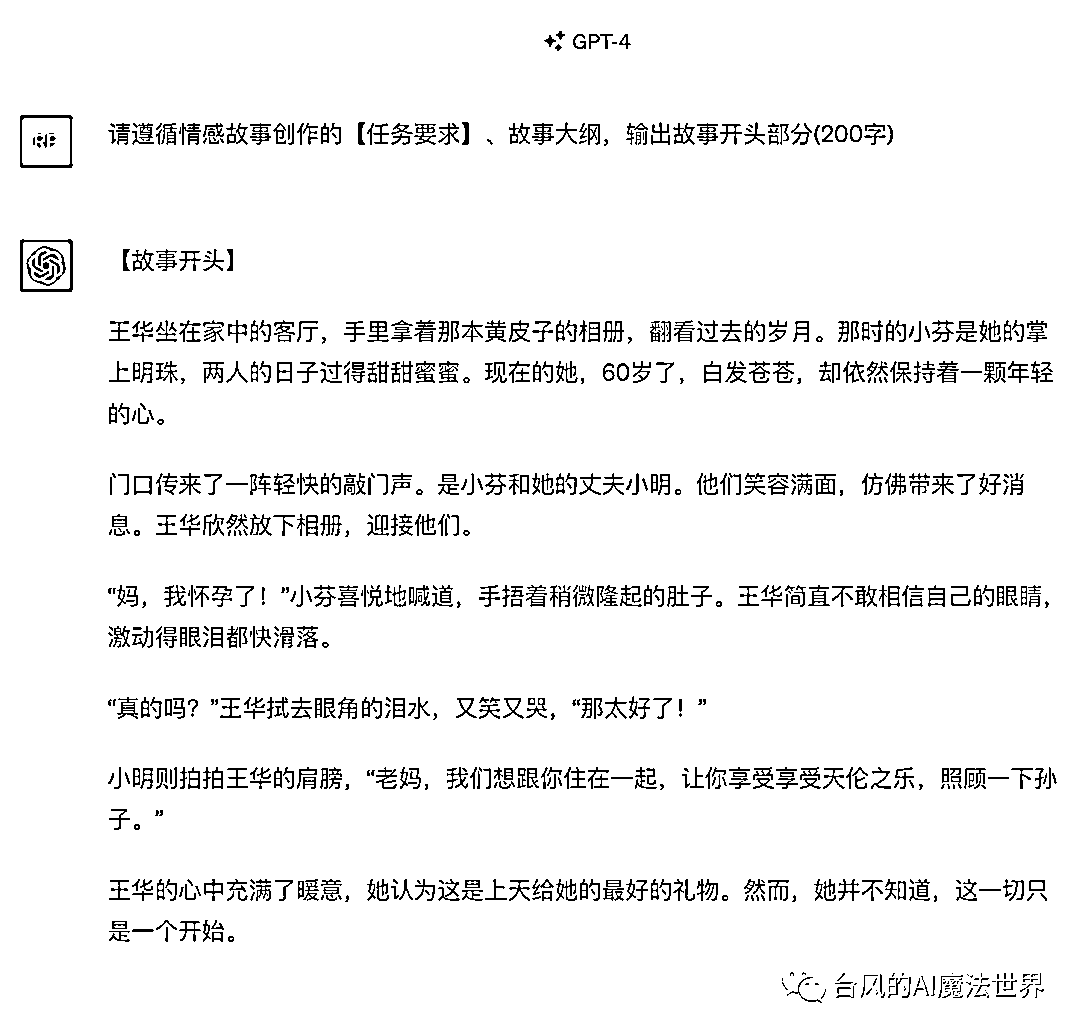 GPT-4
请遵循情感故事创作的【任务要求】、故事大纲，输出故事开头部分(200字)
【故事开头】
王华坐在家中的客厅，手里拿着那本黄皮子的相册，翻看过去的岁月。那时的小芬是她的掌
上明珠，两人的日子过得甜甜蜜蜜。现在的她，60岁了，白发苍苍，却依然保持着一颗年轻
的心。
门口传来了一阵轻快的敲门声。是小芬和她的丈夫小明。他们笑容满面，仿佛带来了好消
息。王华欣然放下相册，迎接他们。
“妈，我怀孕了！”小芬喜悦地喊道，手捂着稍微隆起的肚子。王华简直不敢相信自己的眼睛，
激动得眼泪都快滑落。
“真的吗？”王华拭去眼角的泪水，又笑又哭，“那太好了！”
小明则拍拍王华的肩膀，“老妈，我们想跟你住在一起，让你享受享受天伦之乐，照顾一下孙
子。”
王华的心中充满了暖意，她认为这是上天给她的最好的礼物。然而，她并不知道，这一切只
是一个开始。
台风的AI魔法世界